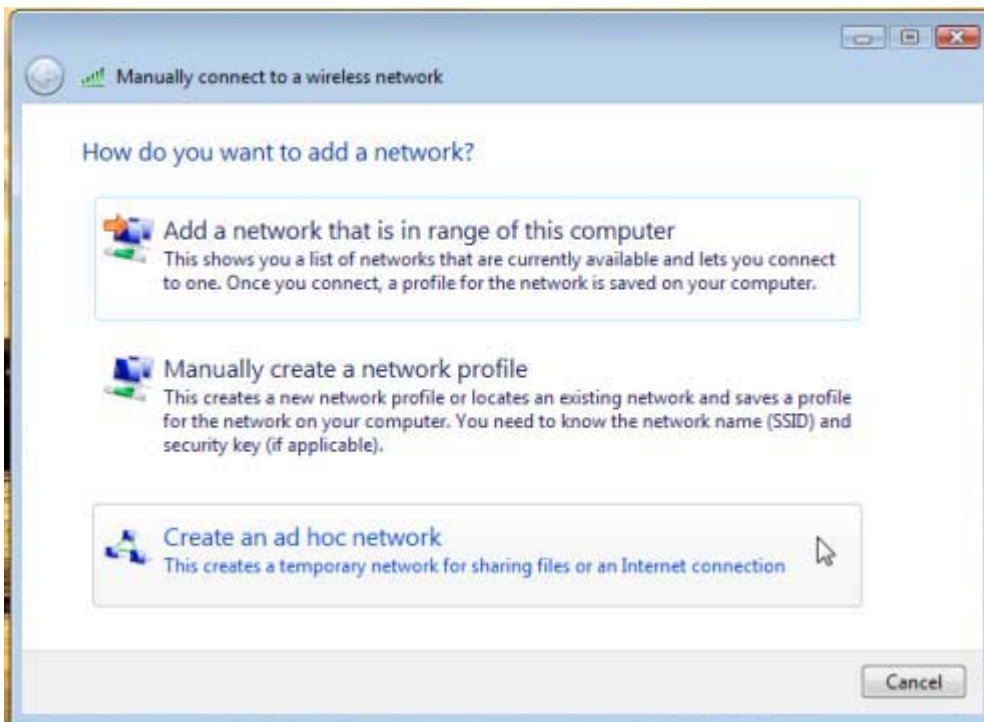 Manually connect to a wireless network
How do you want to add a network?
Add a network that is in range of this computer
This shows you a list of networks that are currently available and lets you connect
to one. Once you connect, a profile for the network is saved on your computer.
Manually create a network profile
This creates a new network profile or locates an existing network and saves a profile
for the network on your computer. You need to know the network name (SSID) and
security key (if applicable).
Create an ad hoc network
This creates a temporary network for sharing files or an Internet connection
Cancel